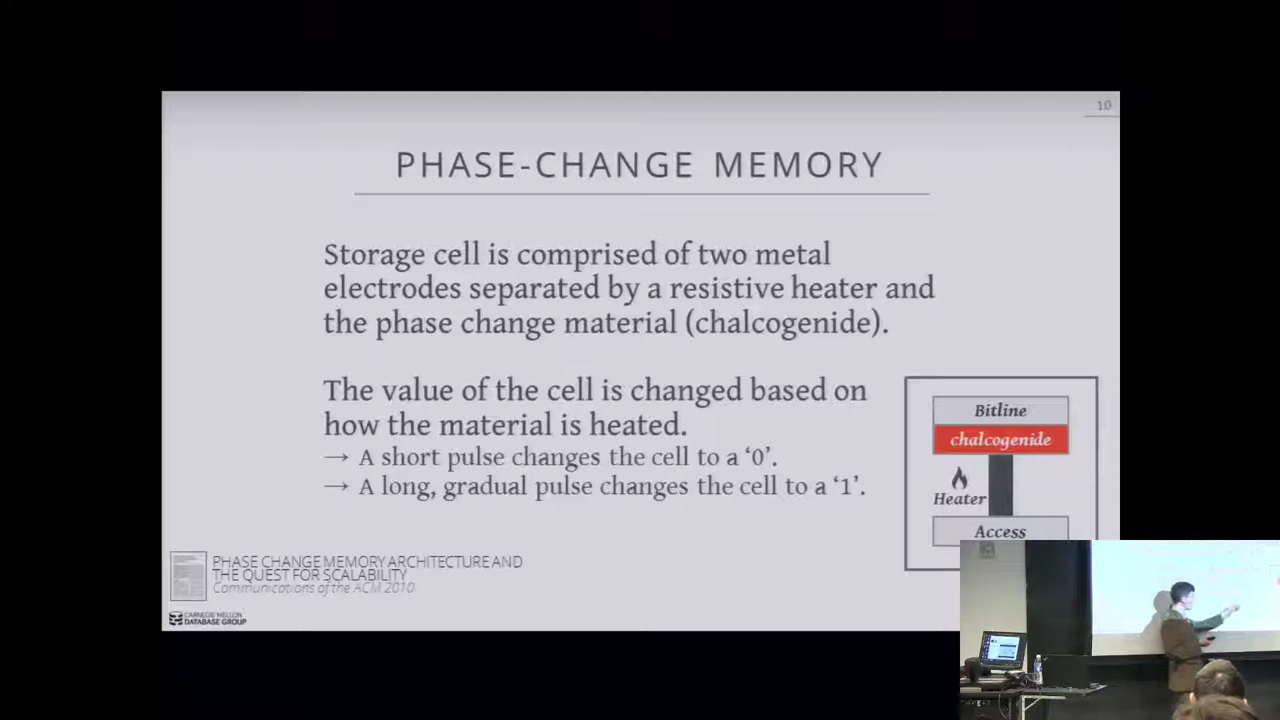 10
PHASE-CHANGE MEMORY
Storage cell is comprised of two metal
electrodes separated by a resistive heater and
the phase change material (chalcogenide).
The value of the cell is changed based on
how the material is heated.
→ A short pulse changes the cell to a ‘0’.
→ A long, gradual pulse changes the cell to a ‘1’.
Bitline
chalcogenide
Heater
Access
PHASE CHANGE MEMORY ARCHITECTURE AND
THE QUEST FOR SCALABILITY
Communications of the ACM 2010
CARNEGIE MELLON
DATABASE GROUP